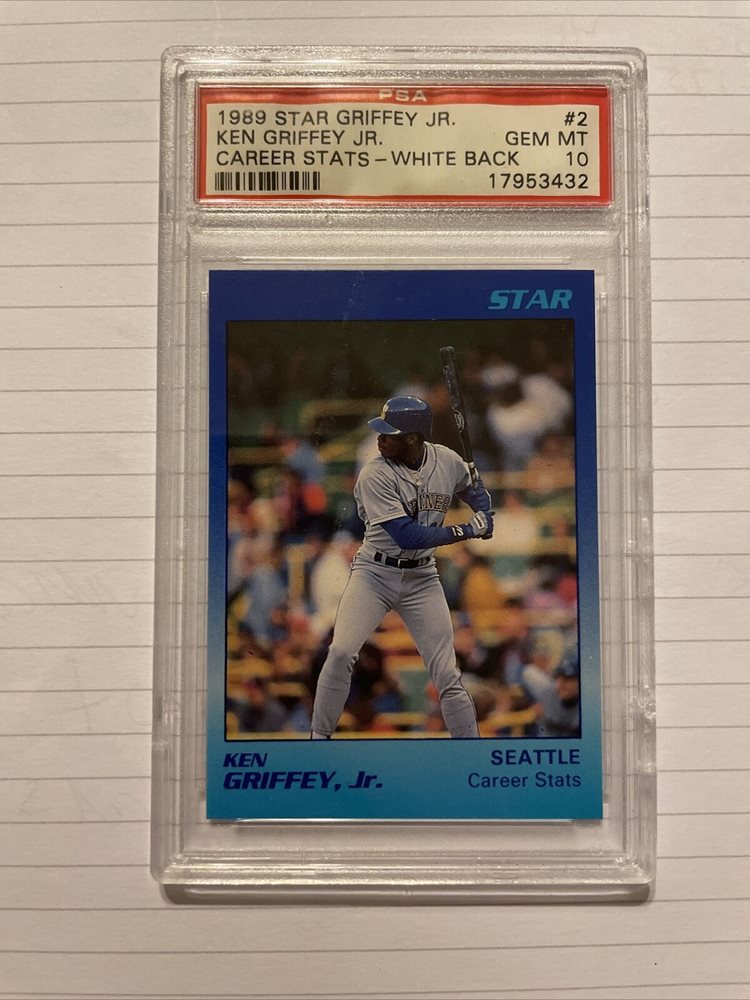 PSA
1989 STAR GRIFFEY JR. #2
KEN GRIFFEY JR. GEM MT
CAREER STATS - WHITE BACK 10
17953432
STAR
KEN SEATTLE
GRIFFEY, Jr. Career Stats